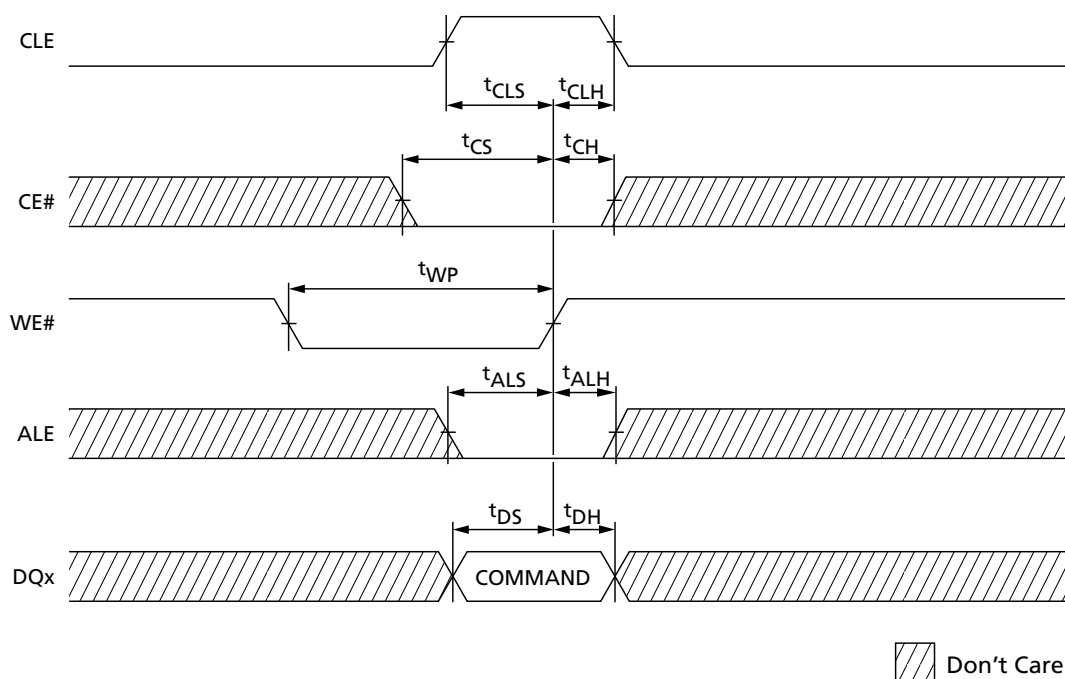 CLE
tCLS tCLH
tCS tCH
CE#
tWP
WE#
tALS tALH
ALE
tDS tDH
DQx COMMAND
Don't Care